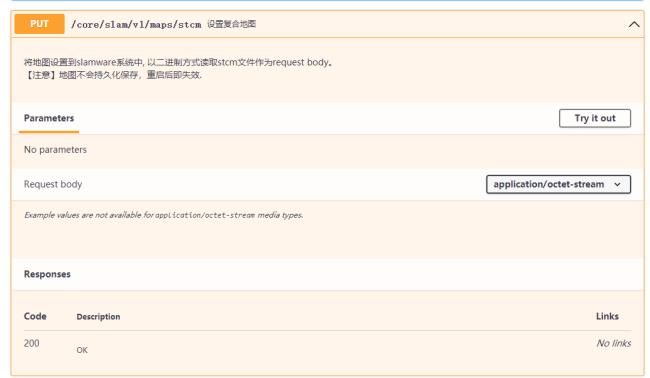 PUT /core/slam/v1/maps/stcm 设置复合地图
将地图设置到slamware系统中, 以二进制方式读取stcm文件作为request body。
【注意】地图不会持久化保存，重启后即失效.
Parameters Try it out
No parameters
Request body application/octet-stream
Example values are not available for application/octet-stream media types.
Responses
Code Description Links
200 OK No links